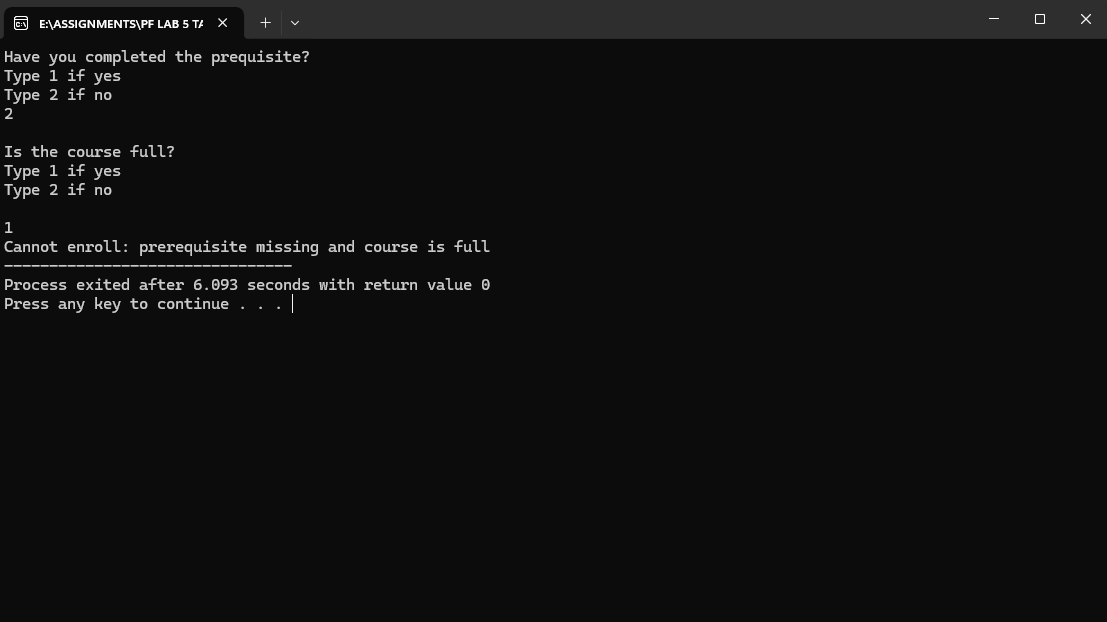 E:\ASSIGNMENTS\PF LAB 5 TA
Have you completed the prequisite?
Type 1 if yes
Type 2 if no
2
Is the course full?
Type 1 if yes
Type 2 if no
1
Cannot enroll: prerequisite missing and course is full
--------------------------------
Process exited after 6.093 seconds with return value 0
Press any key to continue . . .